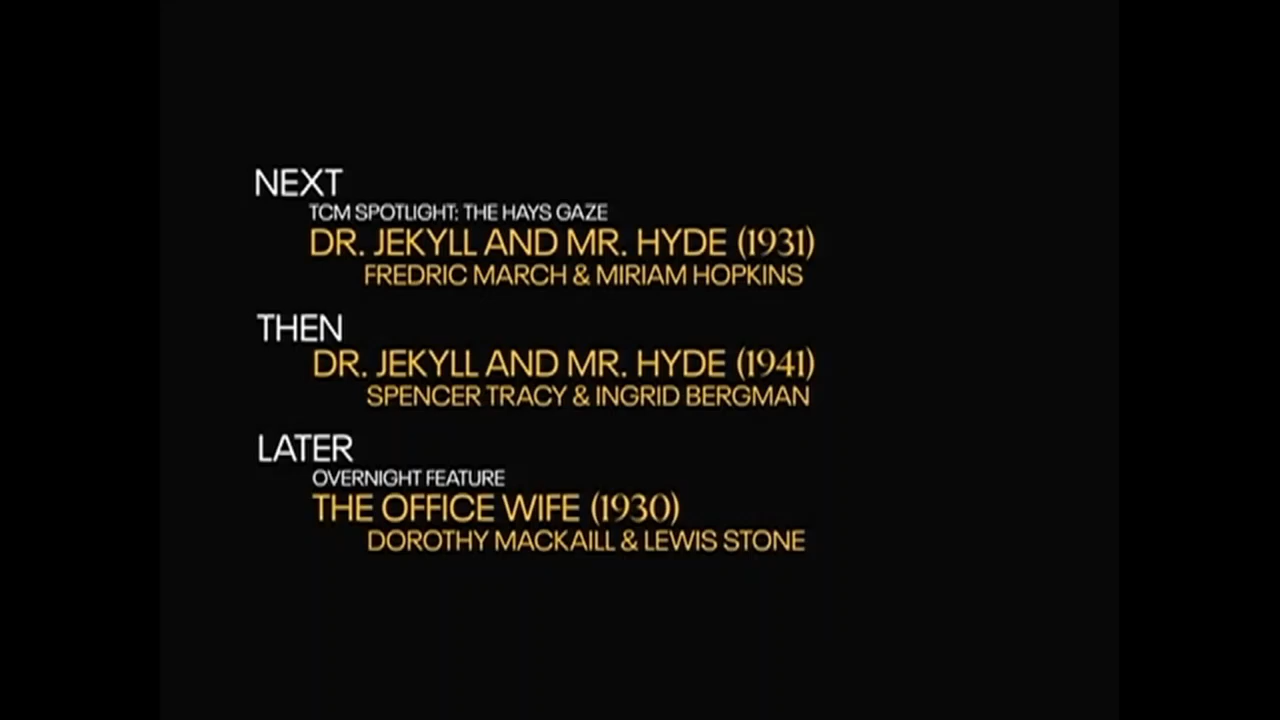 NEXT
TCM SPOTLIGHT: THE HAYS GAZE
DR. JEKYLL AND MR. HYDE (1931)
FREDRIC MARCH & MIRIAM HOPKINS
THEN
DR. JEKYLL AND MR. HYDE (1941)
SPENCER TRACY & INGRID BERGMAN
LATER
OVERNIGHT FEATURE
THE OFFICE WIFE (1930)
DOROTHY MACKAILL & LEWIS STONE